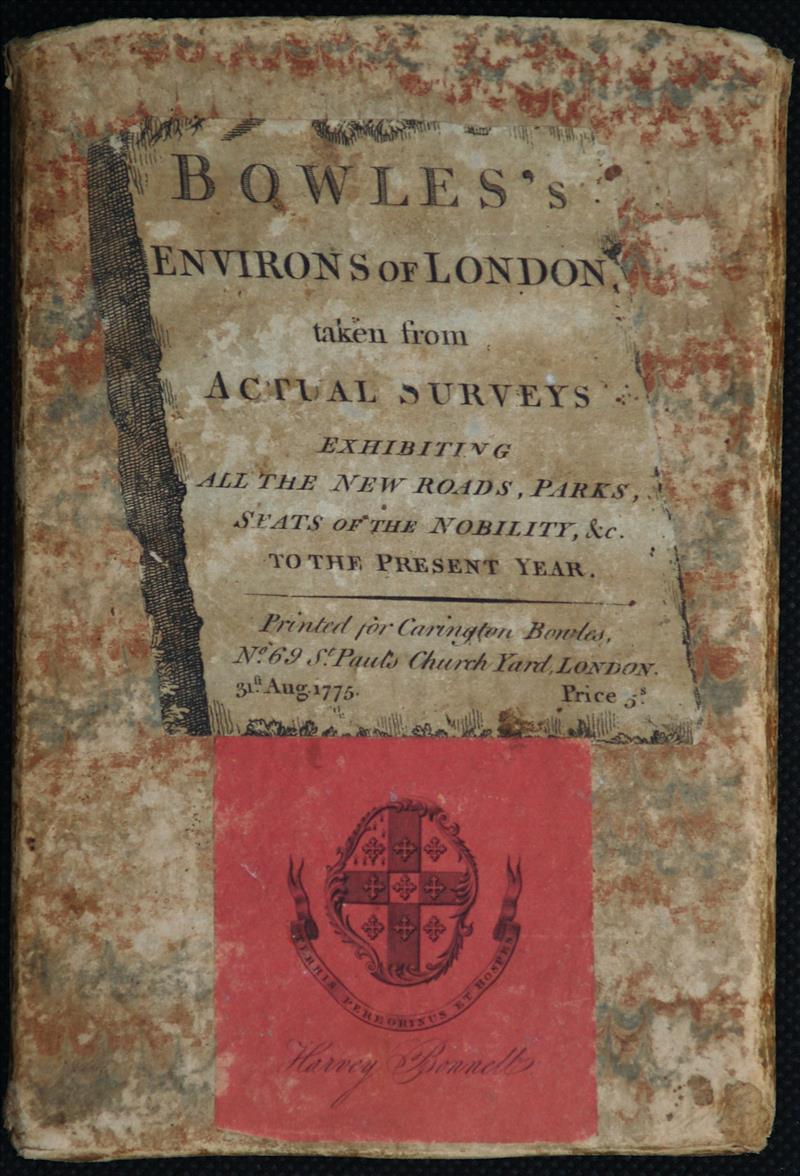 BOWLES's
ENVIRONS OF LONDON,
taken from
ACTUAL SURVEYS
EXHIBITING
ALL THE NEW ROADS, PARKS,
SEATS OF THE NOBILITY, &c.
TO THE PRESENT YEAR.
Printed for Carington Bowles,
No. 69 St. Paul's Church Yard, LONDON.
31st Aug. 1775. Price 5s.
TERRIS PEREGRINUS ET HOSPES
Harvey Bonnell